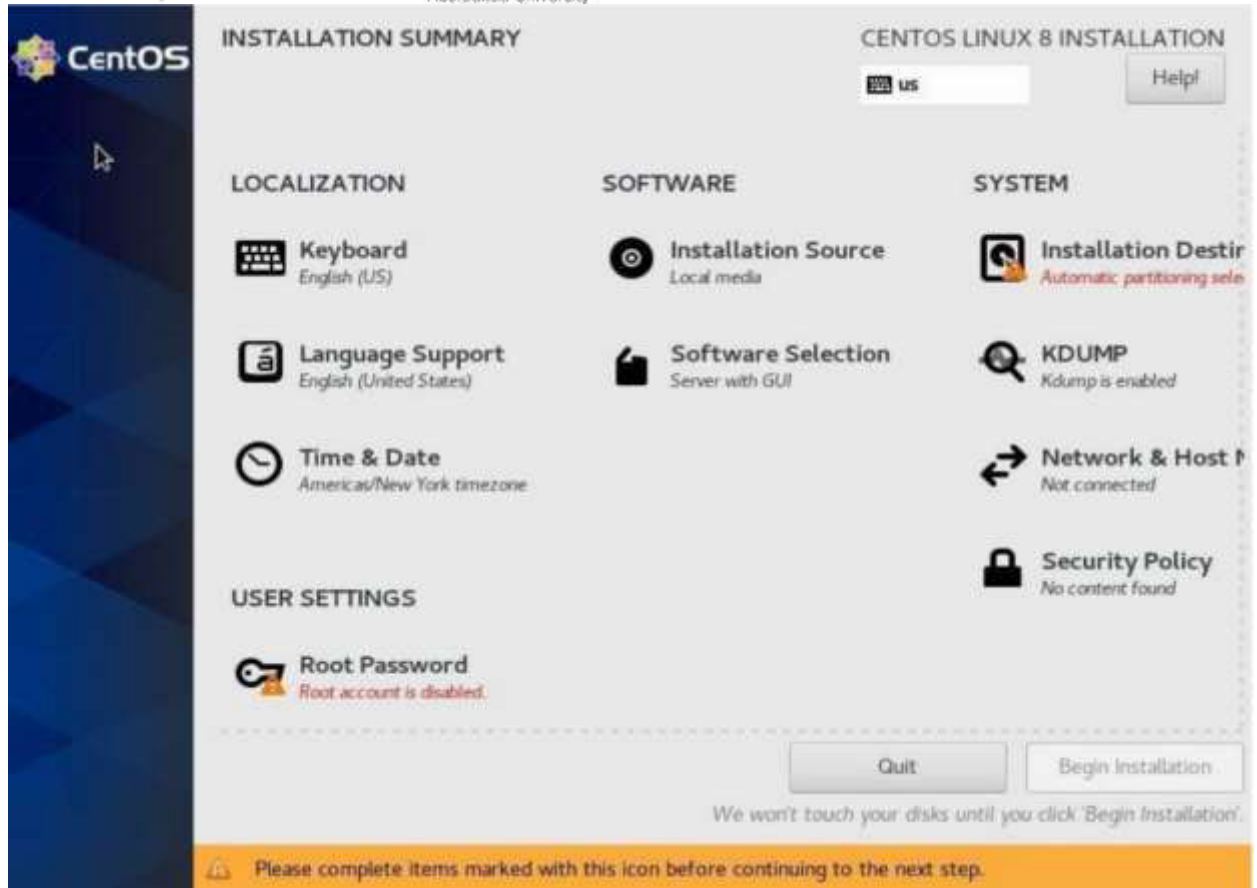 CentOS
INSTALLATION SUMMARY
CENTOS LINUX 8 INSTALLATION
us
Help!
LOCALIZATION
SOFTWARE
SYSTEM
Keyboard
English (US)
Installation Source
Local media
Installation Destin
Automatic partitioning sele
Language Support
English (United States)
Software Selection
Server with GUI
KDUMP
Kdump is enabled
Time & Date
Americas/New York timezone
Network & Host N
Not connected
Security Policy
No content found
USER SETTINGS
Root Password
Root account is disabled.
Quit
Begin Installation
We won't touch your disks until you click 'Begin Installation'.
Please complete items marked with this icon before continuing to the next step.